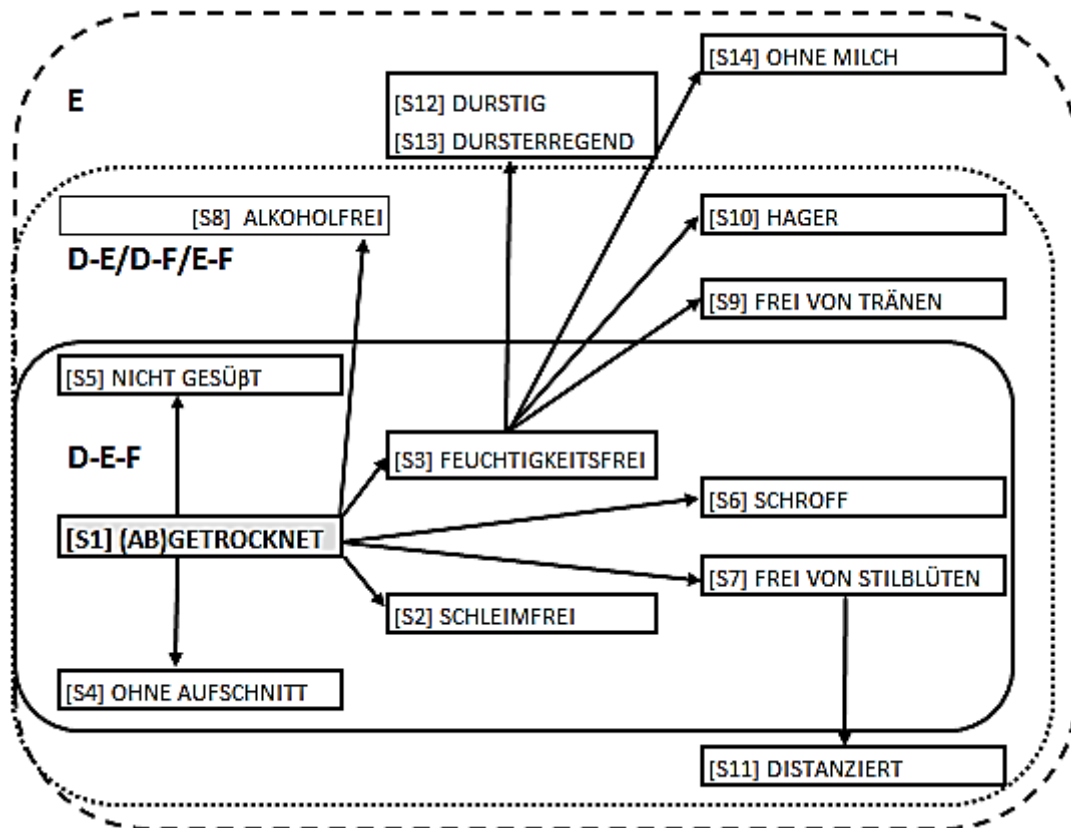 [S14] OHNE MILCH
E
[S12] DURSTIG
[S13] DURSTERREGEND
[S8] ALKOHOLFREI
[S10] HAGER
D-E/D-F/E-F
[S9] FREI VON TRÄNEN
[S5] NICHT GESÜβT
D-E-F
[S3] FEUCHTIGKEITSFREI
[S6] SCHROFF
[S1] (AB)GETROCKNET
[S7] FREI VON STILBLÜTEN
[S2] SCHLEIMFREI
[S4] OHNE AUFSCHNITT
[S11] DISTANZIERT